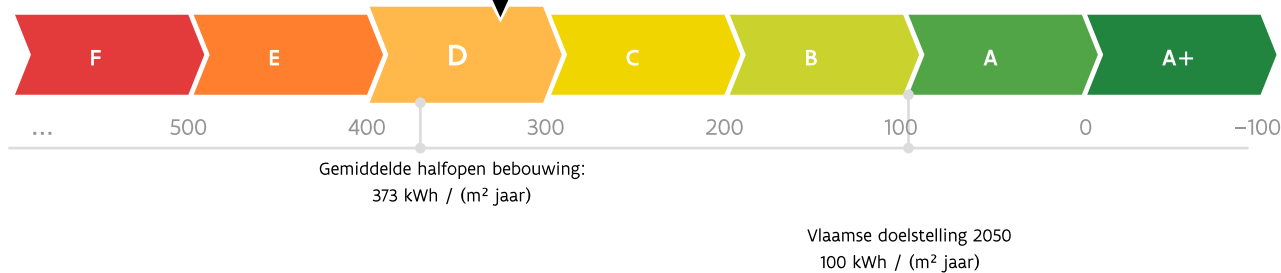 F E D C B A A+
... 500 400 300 200 100 0 −100
Gemiddelde halfopen bebouwing:
373 kWh / (m² jaar)
Vlaamse doelstelling 2050
100 kWh / (m² jaar)